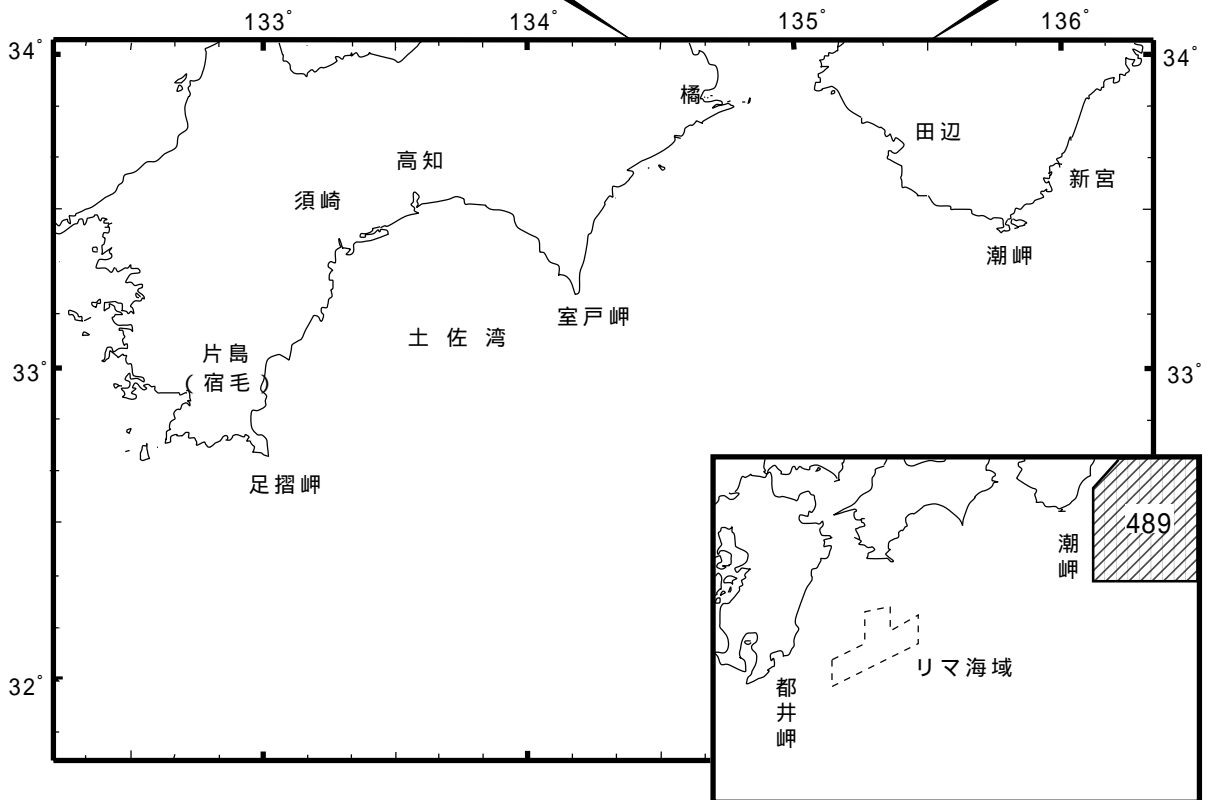 133° 134° 135° 136°
34° 34°
橘
田辺
高知
新宮
須崎
潮岬
室戸岬
土佐湾
片島
(宿毛)
33° 33°
足摺岬
489
潮岬
リマ海域
32°
都井岬